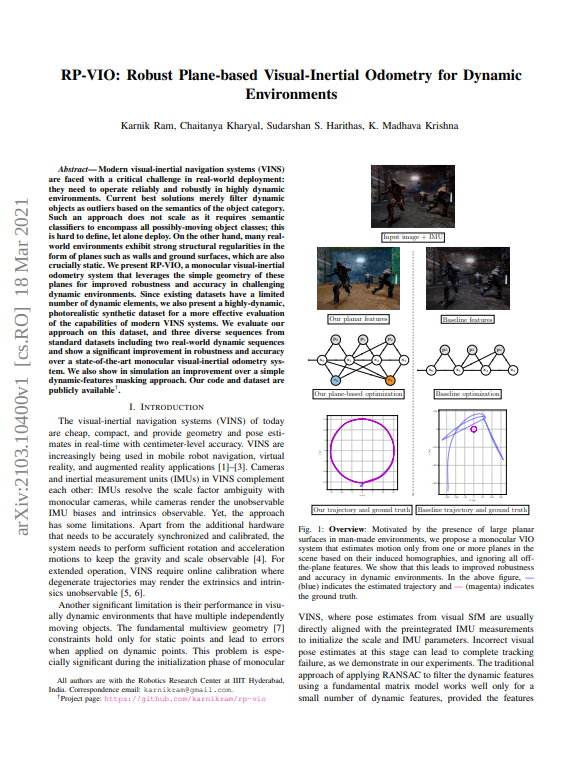 RP-VIO: Robust Plane-based Visual-Inertial Odometry for Dynamic
Environments
Karnik Ram, Chaitanya Kharyal, Sudarshan S. Harithas, K. Madhava Krishna
arXiv:2103.10400v1 [cs.RO] 18 Mar 2021
Abstract— Modern visual-inertial navigation systems (VINS)
are faced with a critical challenge in real-world deployment:
they need to operate reliably and robustly in highly dynamic
environments. Current best solutions merely filter dynamic
objects as outliers based on the semantics of the object category.
Such an approach does not scale as it requires semantic
classifiers to encompass all possibly-moving object classes; this
is hard to define, let alone deploy. On the other hand, many real-
world environments exhibit strong structural regularities in the
form of planes such as walls and ground surfaces, which are also
crucially static. We present RP-VIO, a monocular visual-inertial
odometry system that leverages the simple geometry of these
planes for improved robustness and accuracy in challenging
dynamic environments. Since existing datasets have a limited
number of dynamic elements, we also present a highly-dynamic,
photorealistic synthetic dataset for a more effective evaluation
of the capabilities of modern VINS systems. We evaluate our
approach on this dataset, and three diverse sequences from
standard datasets including two real-world dynamic sequences
and show a significant improvement in robustness and accuracy
over a state-of-the-art monocular visual-inertial odometry sys-
tem. We also show in simulation an improvement over a simple
dynamic-features masking approach. Our code and dataset are
publicly available†.
I. INTRODUCTION
The visual-inertial navigation systems (VINS) of today
are cheap, compact, and provide geometry and pose esti-
mates in real-time with centimeter-level accuracy. VINS are
increasingly being used in mobile robot navigation, virtual
reality, and augmented reality applications [1]–[3]. Cameras
and inertial measurement units (IMUs) in VINS complement
each other: IMUs resolve the scale factor ambiguity with
monocular cameras, while cameras render the unobservable
IMU biases and intrinsics observable. Yet, the approach
has some limitations. Apart from the additional hardware
that needs to be accurately synchronized and calibrated, the
system needs to perform sufficient rotation and acceleration
motions to keep the gravity and scale observable [4]. For
extended operation, VINS require online calibration where
degenerate trajectories may render the extrinsics and intrin-
sics unobservable [5, 6].
Another significant limitation is their performance in visu-
ally dynamic environments that have multiple independently
moving objects. The fundamental multiview geometry [7]
constraints hold only for static points and lead to errors
when applied on dynamic points. This problem is espe-
cially significant during the initialization phase of monocular
All authors are with the Robotics Research Center at IIIT Hyderabad,
India. Correspondence email: karnikram@gmail.com.
†Project page: https://github.com/karnikram/rp-vio
Input image + IMU
Our planar features
Baseline features
Our plane-based optimization
Baseline optimization
Our trajectory and ground truth
Baseline trajectory and ground truth
Fig. 1: Overview: Motivated by the presence of large planar
surfaces in man-made environments, we propose a monocular VIO
system that estimates motion only from one or more planes in the
scene based on their induced homographies, and ignoring all off-
the-plane features. We show that this leads to improved robustness
and accuracy in dynamic environments. In the above figure, —
(blue) indicates the estimated trajectory and — (magenta) indicates
the ground truth.
VINS, where pose estimates from visual SfM are usually
directly aligned with the preintegrated IMU measurements
to initialize the scale and IMU parameters. Incorrect visual
pose estimates at this stage can lead to complete tracking
failure, as we demonstrate in our experiments. The traditional
approach of applying RANSAC to filter the dynamic features
using a fundamental matrix model works well only for a
small number of dynamic features, provided the features